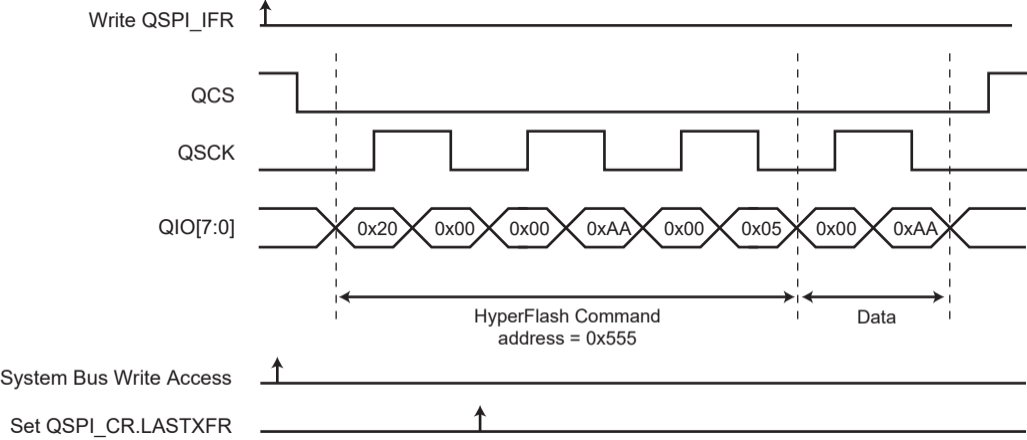 Write QSPI_IFR
QCS
QSCK
QIO[7:0]
0x20 0x00 0x00 0xAA 0x00 0x05 0x00 0xAA
HyperFlash Command
address = 0x555
Data
System Bus Write Access
Set QSPI_CR.LASTXFR